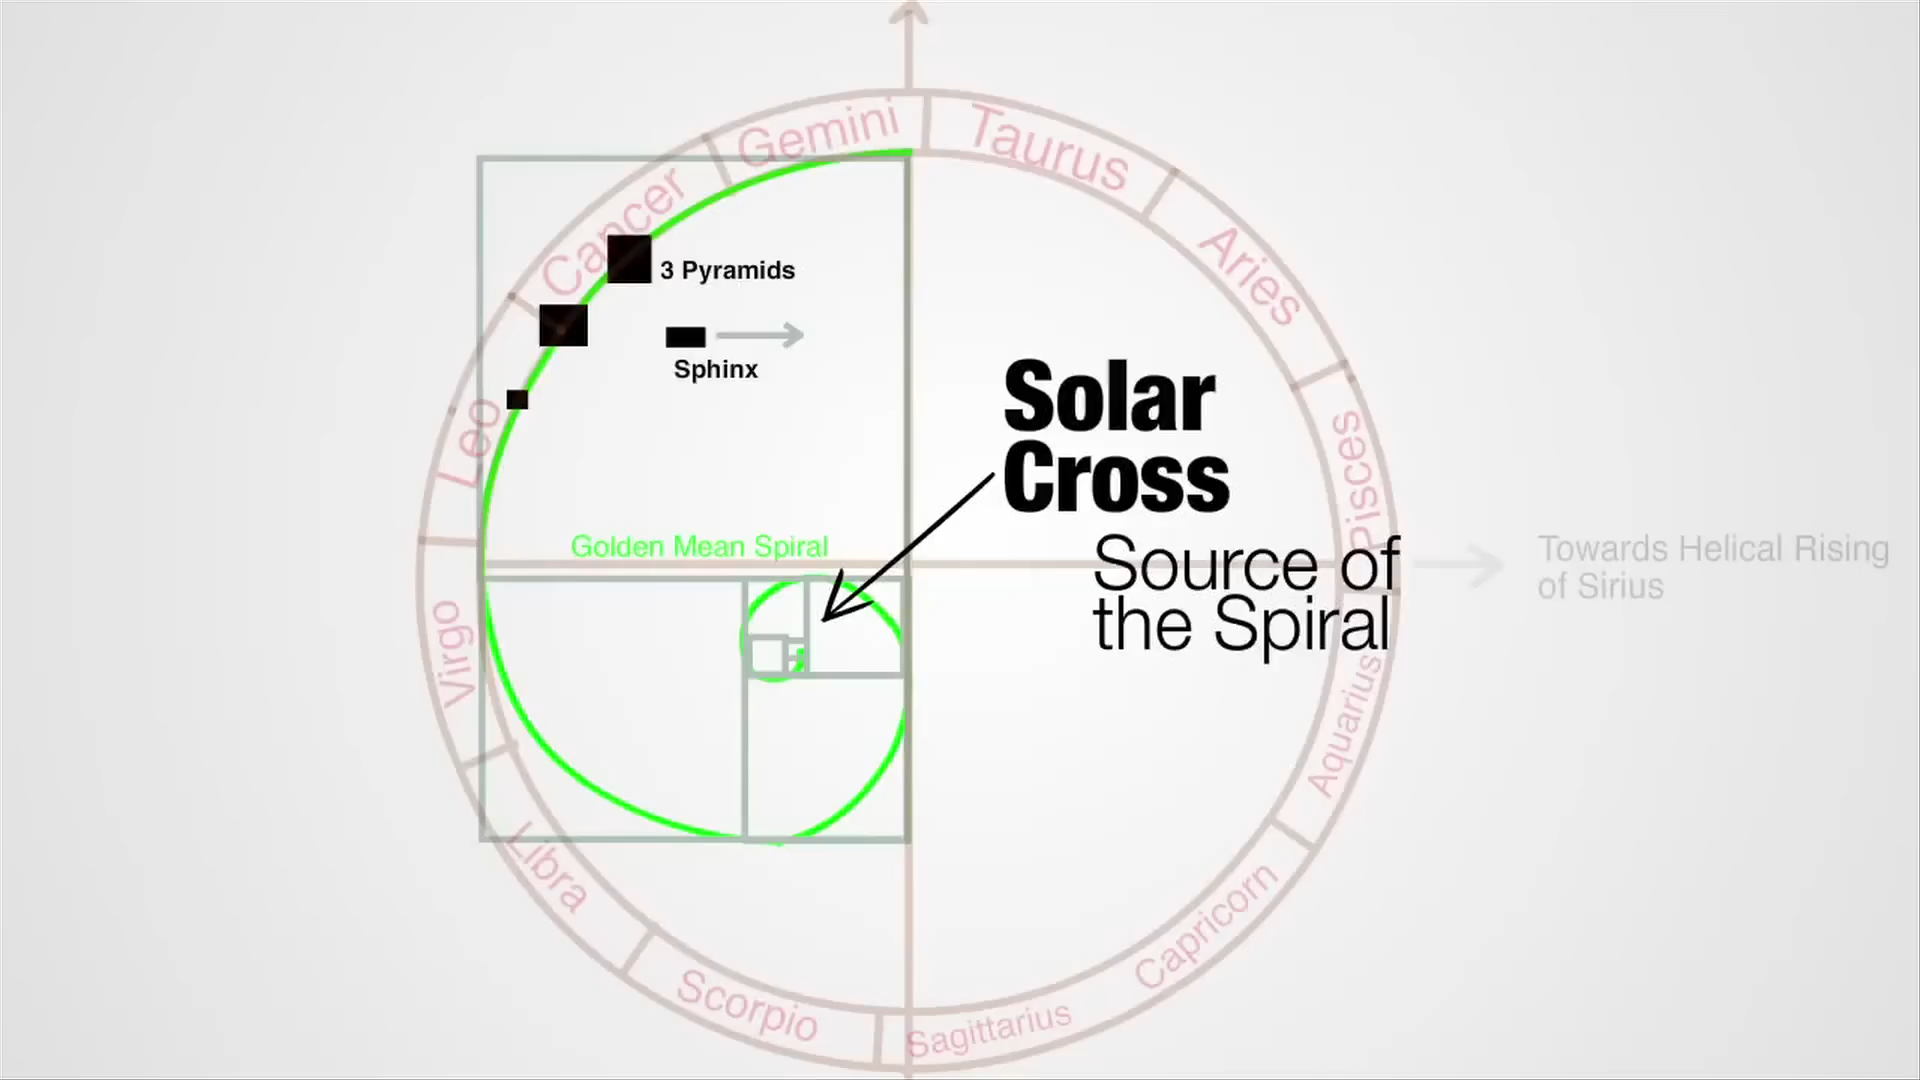 Gemini
Taurus
Cancer
Aries
3 Pyramids
Sphinx
Leo
Solar
Cross
Pisces
Golden Mean Spiral
Source of
the Spiral
Towards Helical Rising
of Sirius
Virgo
Aquarius
Libra
Capricorn
Scorpio
Sagittarius